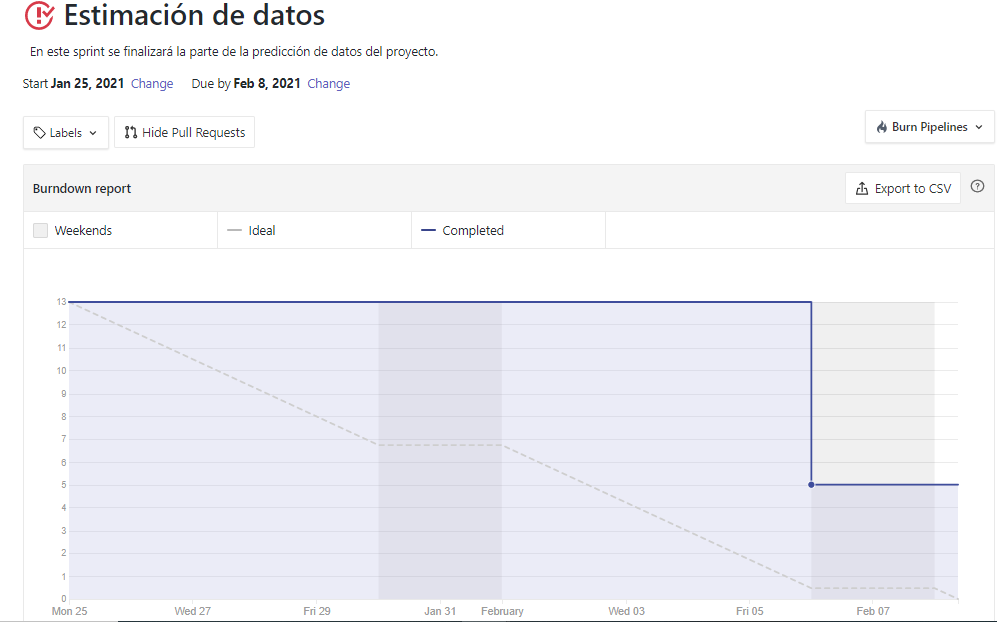 Estimación de datos
En este sprint se finalizará la parte de la predicción de datos del proyecto.
Start Jan 25, 2021 Change Due by Feb 8, 2021 Change
Labels Hide Pull Requests Burn Pipelines
Burndown report Export to CSV ?
Weekends Ideal Completed
13
12
11
10
9
8
7
6
5
4
3
2
1
0
Mon 25 Wed 27 Fri 29 Jan 31 February Wed 03 Fri 05 Feb 07